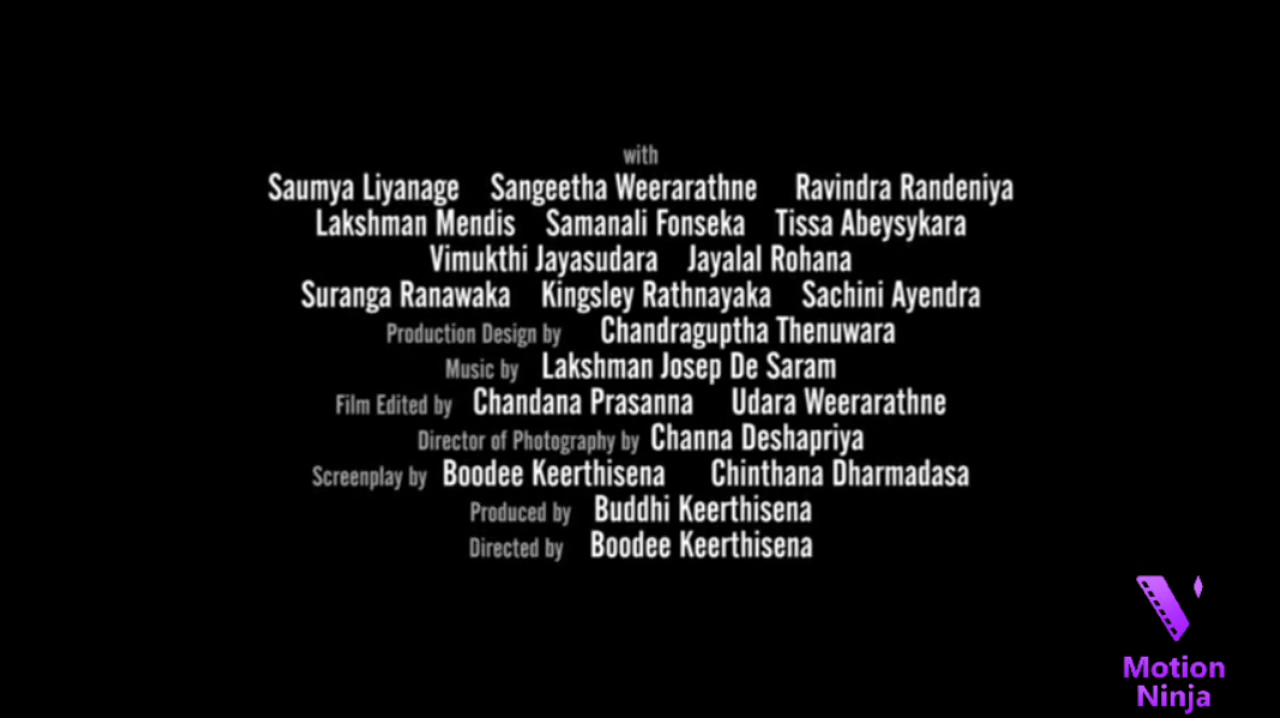 with
Saumya Liyanage Sangeetha Weerarathne Ravindra Randeniya
Lakshman Mendis Samanali Fonseka Tissa Abeysykara
Vimukthi Jayasudara Jayalal Rohana
Suranga Ranawaka Kingsley Rathnayaka Sachini Ayendra
Production Design by Chandraguptha Thenuwara
Music by Lakshman Josep De Saram
Film Edited by Chandana Prasanna Udara Weerarathne
Director of Photography by Channa Deshapriya
Screenplay by Boodee Keerthisena Chinthana Dharmadasa
Produced by Buddhi Keerthisena
Directed by Boodee Keerthisena
Motion
Ninja